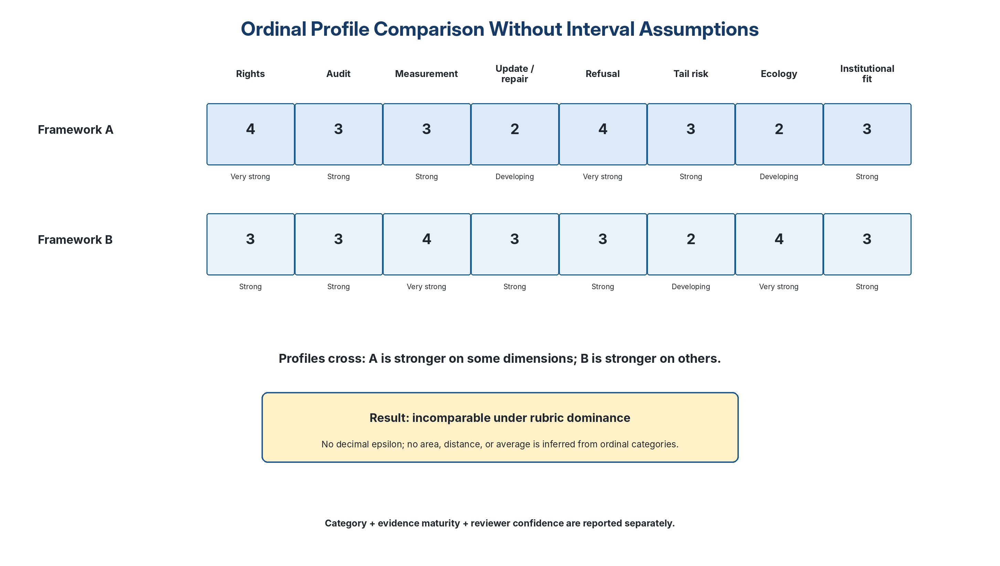 Ordinal Profile Comparison Without Interval Assumptions
Rights Audit Measurement Update / repair Refusal Tail risk Ecology Institutional fit
Framework A 4 3 3 2 4 3 2 3
Very strong Strong Strong Developing Very strong Strong Developing Strong
Framework B 3 3 4 3 3 2 4 3
Strong Strong Very strong Strong Strong Developing Very strong Strong
Profiles cross: A is stronger on some dimensions; B is stronger on others.
Result: incomparable under rubric dominance
No decimal epsilon; no area, distance, or average is inferred from ordinal categories.
Category + evidence maturity + reviewer confidence are reported separately.